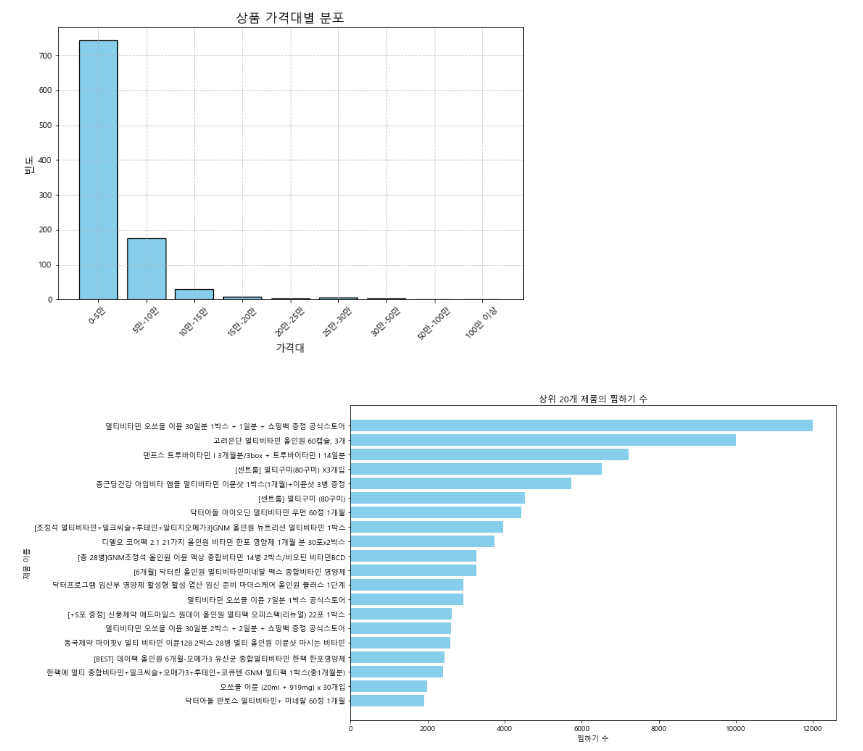 상품 가격대별 분포
빈도
700
600
500
400
300
200
100
0
0-5만
5만-10만
10만-15만
15만-20만
20만-25만
25만-30만
30만-50만
50만-100만
100만 이상
가격대
상위 20개 제품의 찜하기 수
제품 이름
멀티비타민 오쏘몰 이뮨 30일분 1박스 + 1일분 + 쇼핑백 증정 공식스토어
고려은단 멀티비타민 올인원 60캡슐, 3개
덴프스 트루바이타민 I 3개월분/3box + 트루바이타민 I 14일분
[센트룸] 멀티구미(80구미) X3개입
종근당건강 아임비타 앰플 멀티비타민 이뮨샷 1박스(1개월)+이뮨샷 3병 증정
[센트룸] 멀티구미 (80구미)
닥터아돌 아이오딘 멀티비타민 우먼 60정 1개월
[조정석 멀티비타민+밀크씨슬+루테인+알티지오메가3]GNM 올인원 뉴트리션 멀티비타민 1박스
디엘오 코어팩 2.1 21가지 올인원 비타민 한포 영양제 1개월 분 30포x2박스
[총 28병]GNM조정석 올인원 이뮨 액상 종합비타민 14병 2박스/비오틴 비타민BCD
[6개월] 닥터린 올인원 멀티비타민미네랄 맥스 종합비타민 영양제
닥터프로그램 임산부 영양제 활성형 활성 엽산 임신 준비 마더스케어 올인원 플러스 1단계
멀티비타민 오쏘몰 이뮨 7일분 1박스 공식스토어
[+5포 증정] 신풍제약 애드마일스 원데이 올인원 멀티팩 오피스팩(리뉴얼) 22포 1박스
멀티비타민 오쏘몰 이뮨 30일분 2박스 + 2일분 + 쇼핑백 증정 공식스토어
동국제약 마이핏V 멀티 비타민 이뮨128 2박스 28병 멀티 올인원 이뮨샷 마시는 비타민
[BEST] 데이팩 올인원 6개월-오메가3 유산균 종합멀티비타민 한팩 한포영양제
한팩에 멀티 종합비타민+밀크씨슬+오메가3+루테인+코큐텐 GNM 멀티팩 1박스(총1개월분)
오쏘몰 이뮨 (20ml + 919mg) x 30개입
닥터아돌 판토스 멀티비타민+ 미네랄 60정 1개월
0
2000
4000
6000
8000
10000
12000
찜하기 수